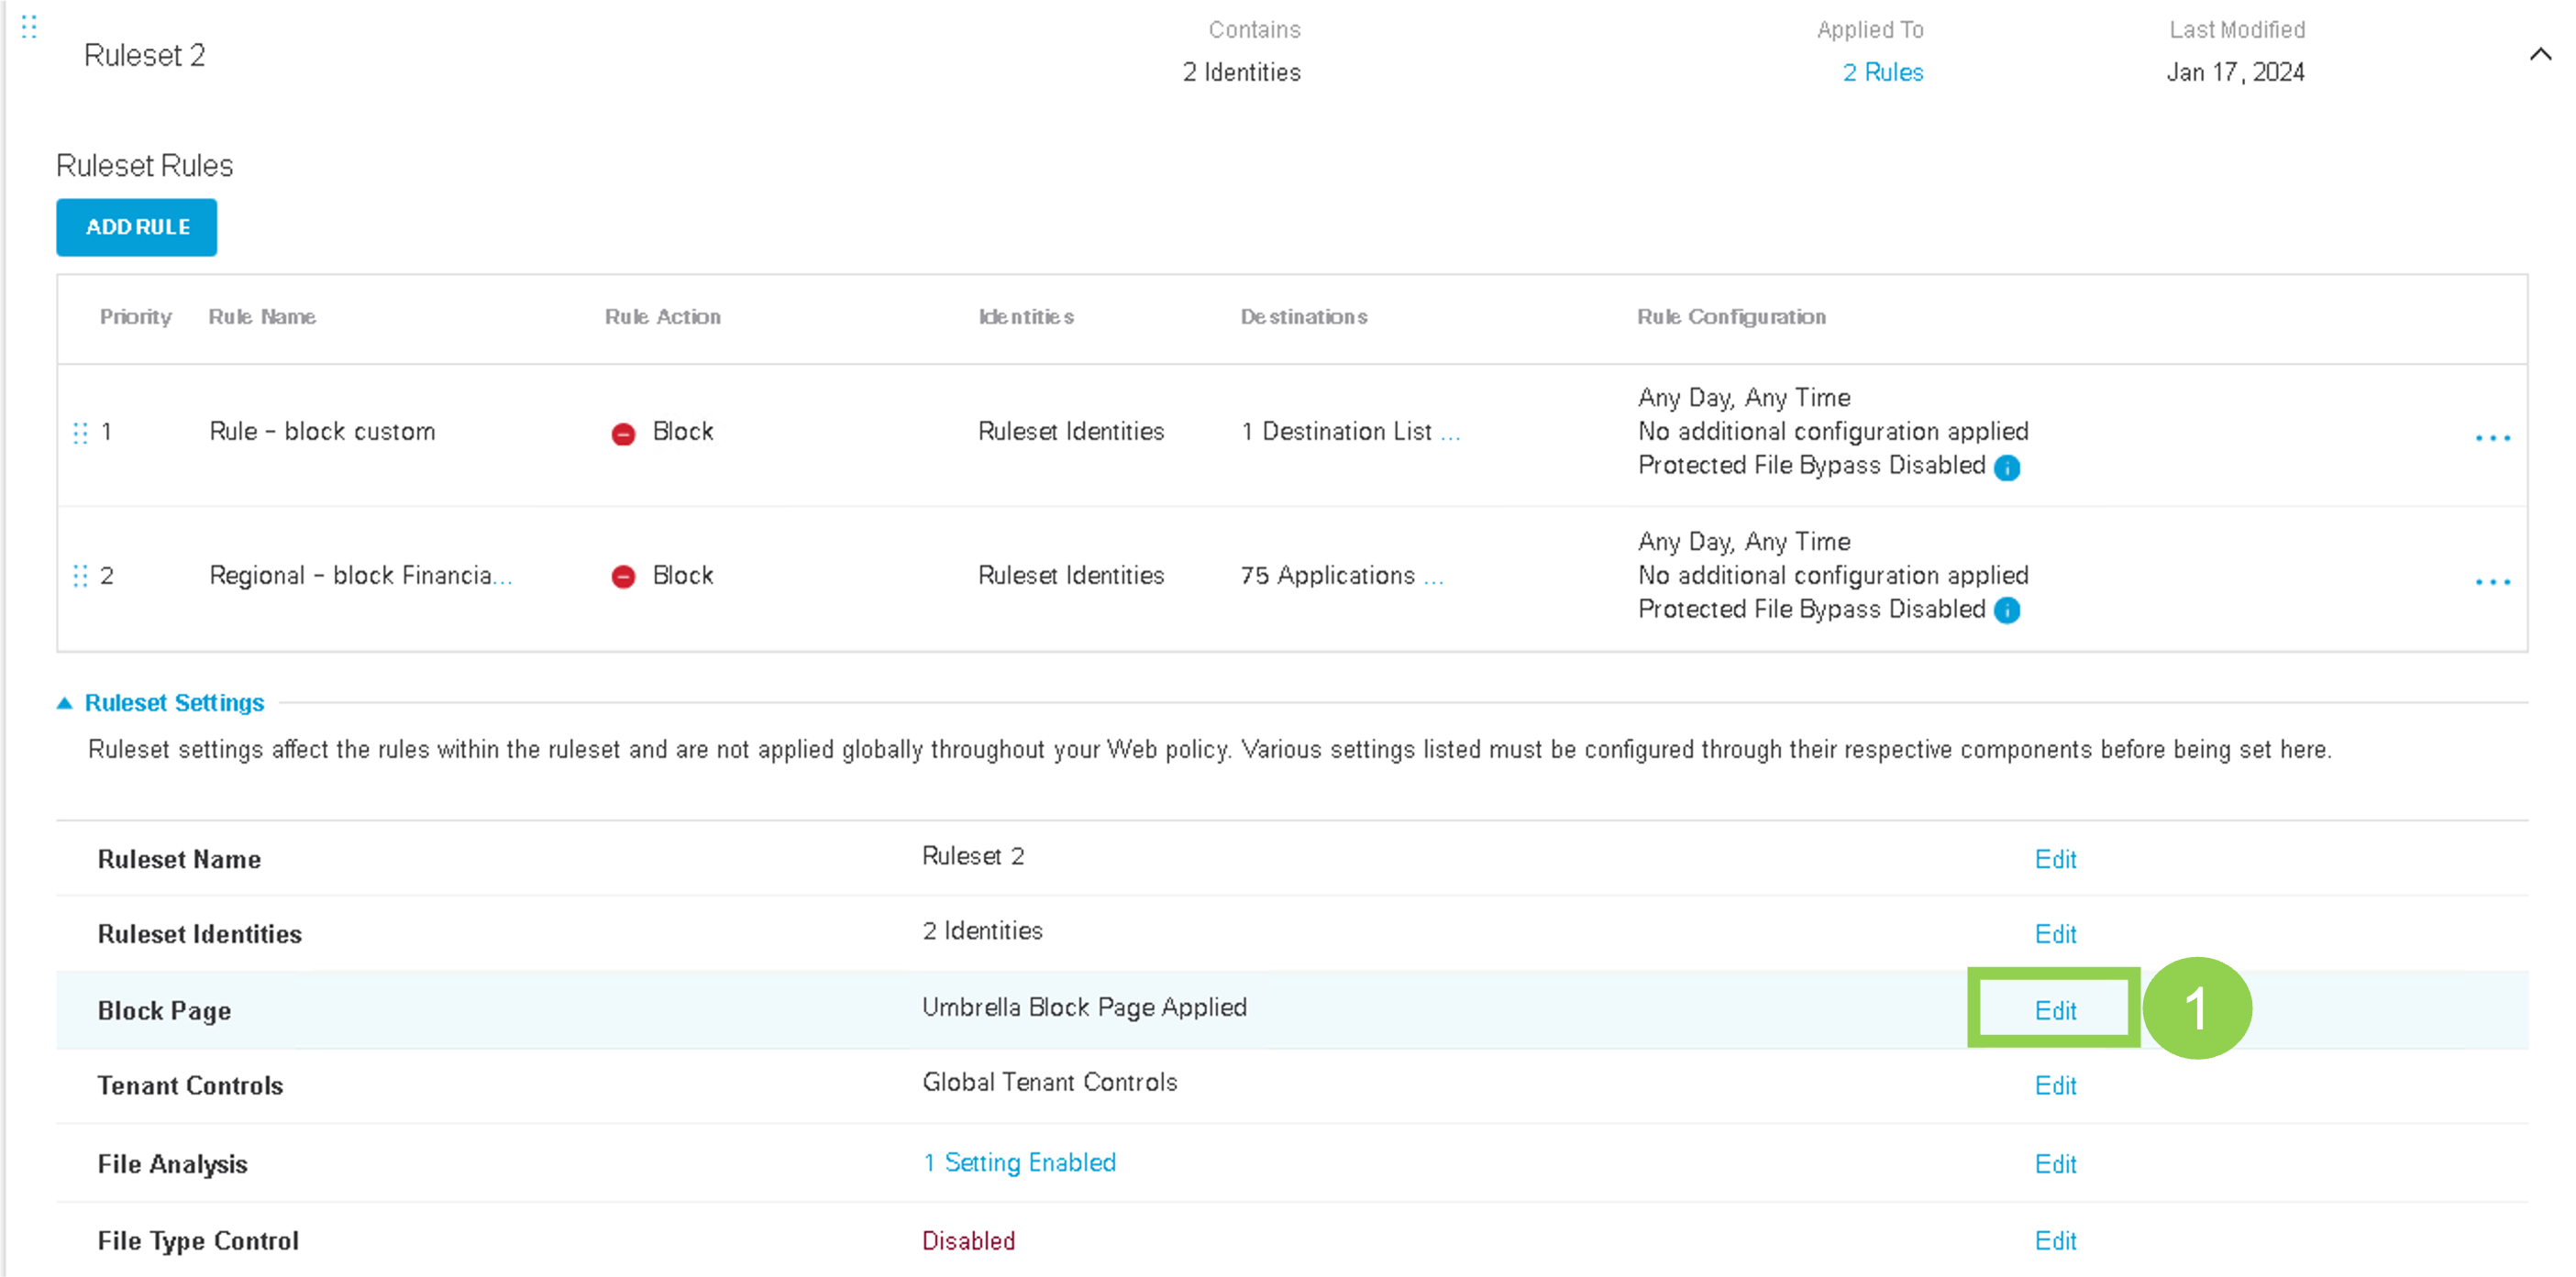 Ruleset 2
Contains
2 Identities
Applied To
2 Rules
Last Modified
Jan 17, 2024
Ruleset Rules
ADD RULE
Priority Rule Name Rule Action Identities Destinations Rule Configuration
1 Rule - block custom Block Ruleset Identities 1 Destination List ...
Any Day, Any Time
No additional configuration applied
Protected File Bypass Disabled
2 Regional - block Financia... Block Ruleset Identities 75 Applications ...
Any Day, Any Time
No additional configuration applied
Protected File Bypass Disabled
Ruleset Settings
Ruleset settings affect the rules within the ruleset and are not applied globally throughout your Web policy. Various settings listed must be configured through their respective components before being set here.
Ruleset Name Ruleset 2 Edit
Ruleset Identities 2 Identities Edit
Block Page Umbrella Block Page Applied Edit 1
Tenant Controls Global Tenant Controls Edit
File Analysis 1 Setting Enabled Edit
File Type Control Disabled Edit